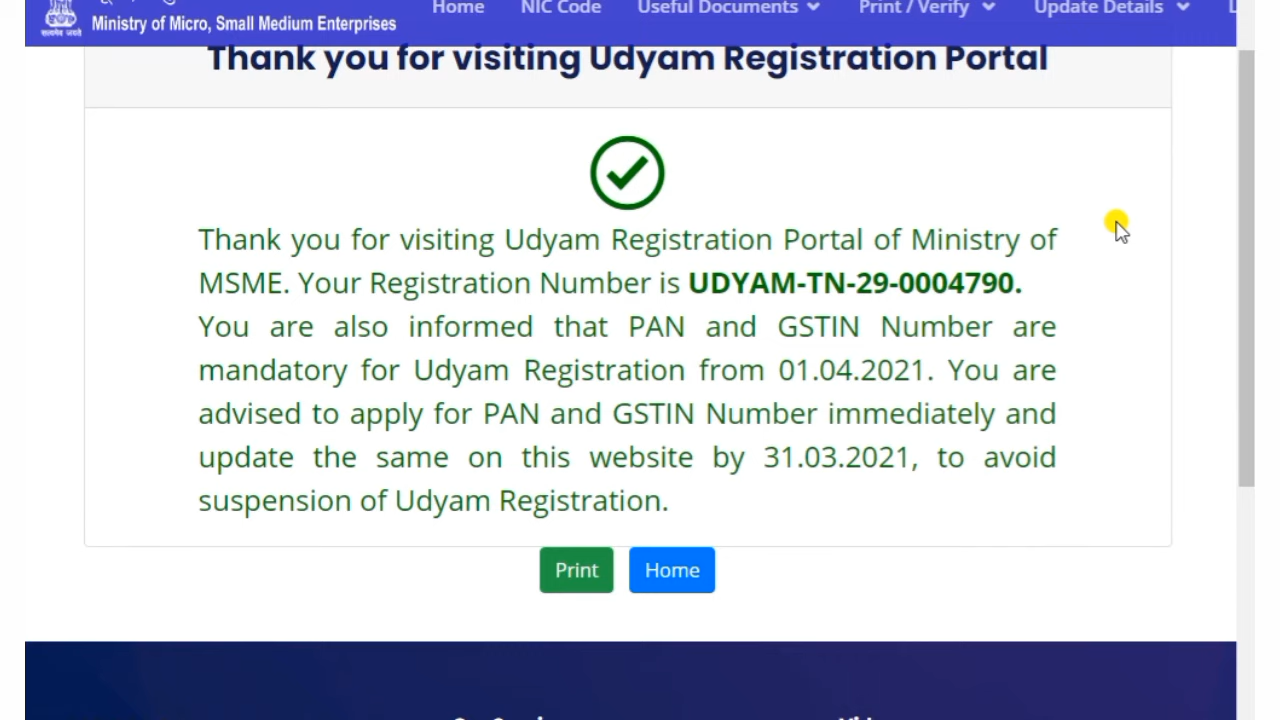 Ministry of Micro, Small Medium Enterprises
Home NIC Code Useful Documents Print / Verify Update Details
सत्यमेव जयते
Thank you for visiting Udyam Registration Portal
Thank you for visiting Udyam Registration Portal of Ministry of
MSME. Your Registration Number is UDYAM-TN-29-0004790.
You are also informed that PAN and GSTIN Number are
mandatory for Udyam Registration from 01.04.2021. You are
advised to apply for PAN and GSTIN Number immediately and
update the same on this website by 31.03.2021, to avoid
suspension of Udyam Registration.
Print Home